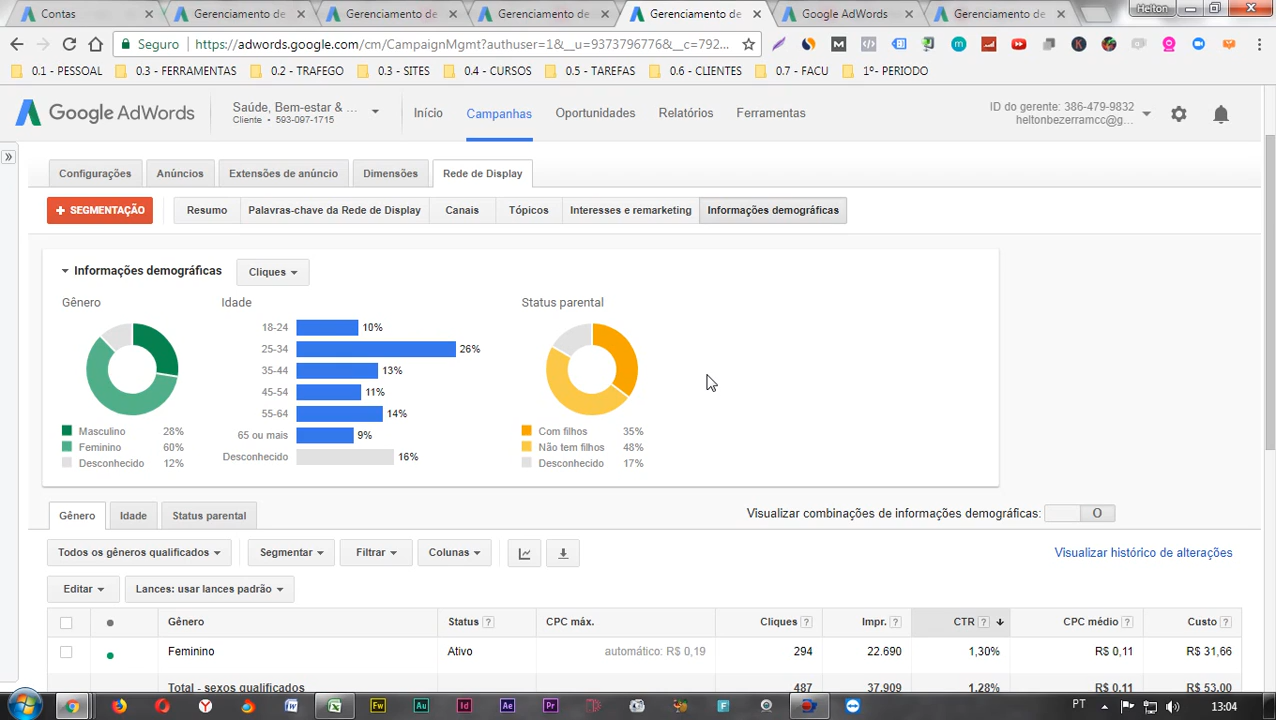 Contas
Gerenciamento de
Gerenciamento de
Gerenciamento de
Gerenciamento de
Google AdWords
Gerenciamento de
Helton
Seguro
https://adwords.google.com/cm/CampaignMgmt?authuser=1&__u=9373796776&__c=792...
0.1 - PESSOAL
0.3 - FERRAMENTAS
0.2 - TRAFEGO
0.3 - SITES
0.4 - CURSOS
0.5 - TAREFAS
0.6 - CLIENTES
0.7 - FACU
1º- PERIODO
Google AdWords
Saúde, Bem-estar & ...
Cliente • 593-097-1715
Início
Campanhas
Oportunidades
Relatórios
Ferramentas
ID do gerente: 386-479-9832
heltonbezerramcc@g...
Configurações
Anúncios
Extensões de anúncio
Dimensões
Rede de Display
+ SEGMENTAÇÃO
Resumo
Palavras-chave da Rede de Display
Canais
Tópicos
Interesses e remarketing
Informações demográficas
Informações demográficas
Cliques
Gênero
Masculino 28%
Feminino 60%
Desconhecido 12%
Idade
18-24 10%
25-34 26%
35-44 13%
45-54 11%
55-64 14%
65 ou mais 9%
Desconhecido 16%
Status parental
Com filhos 35%
Não tem filhos 48%
Desconhecido 17%
Gênero
Idade
Status parental
Visualizar combinações de informações demográficas:
O
Todos os gêneros qualificados
Segmentar
Filtrar
Colunas
Visualizar histórico de alterações
Editar
Lances: usar lances padrão
Gênero Status ? CPC máx. Cliques ? Impr. ? CTR ? CPC médio ? Custo ?
Feminino Ativo automático: R$ 0,19 294 22.690 1,30% R$ 0,11 R$ 31,66
Total - sexos qualificados 487 37.909 1,28% R$ 0,11 R$ 53,00
Fw
Au
Id
Ae
Pr
PT
13:04